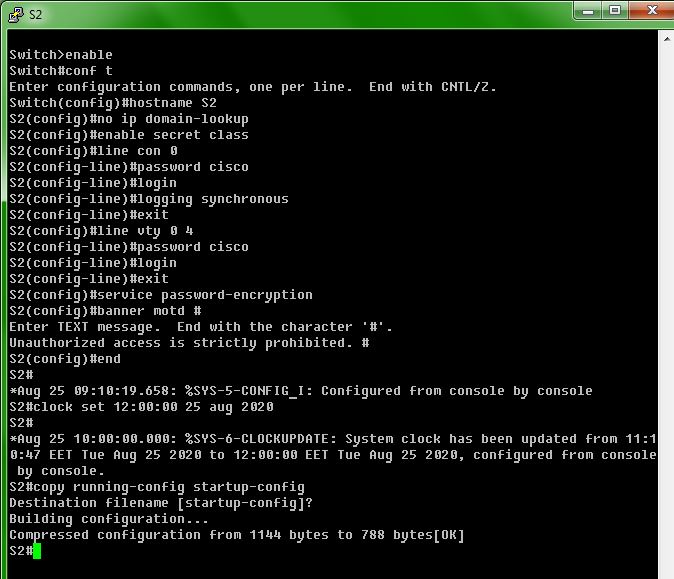 S2
Switch>enable
Switch#conf t
Enter configuration commands, one per line.  End with CNTL/Z.
Switch(config)#hostname S2
S2(config)#no ip domain-lookup
S2(config)#enable secret class
S2(config)#line con 0
S2(config-line)#password cisco
S2(config-line)#login
S2(config-line)#logging synchronous
S2(config-line)#exit
S2(config)#line vty 0 4
S2(config-line)#password cisco
S2(config-line)#login
S2(config-line)#exit
S2(config)#service password-encryption
S2(config)#banner motd #
Enter TEXT message.  End with the character '#'.
Unauthorized access is strictly prohibited. #
S2(config)#end
S2#
*Aug 25 09:10:19.658: %SYS-5-CONFIG_I: Configured from console by console
S2#clock set 12:00:00 25 aug 2020
S2#
*Aug 25 10:00:00.000: %SYS-6-CLOCKUPDATE: System clock has been updated from 11:1
0:47 EET Tue Aug 25 2020 to 12:00:00 EET Tue Aug 25 2020, configured from console
 by console.
S2#copy running-config startup-config
Destination filename [startup-config]?
Building configuration...
Compressed configuration from 1144 bytes to 788 bytes[OK]
S2#